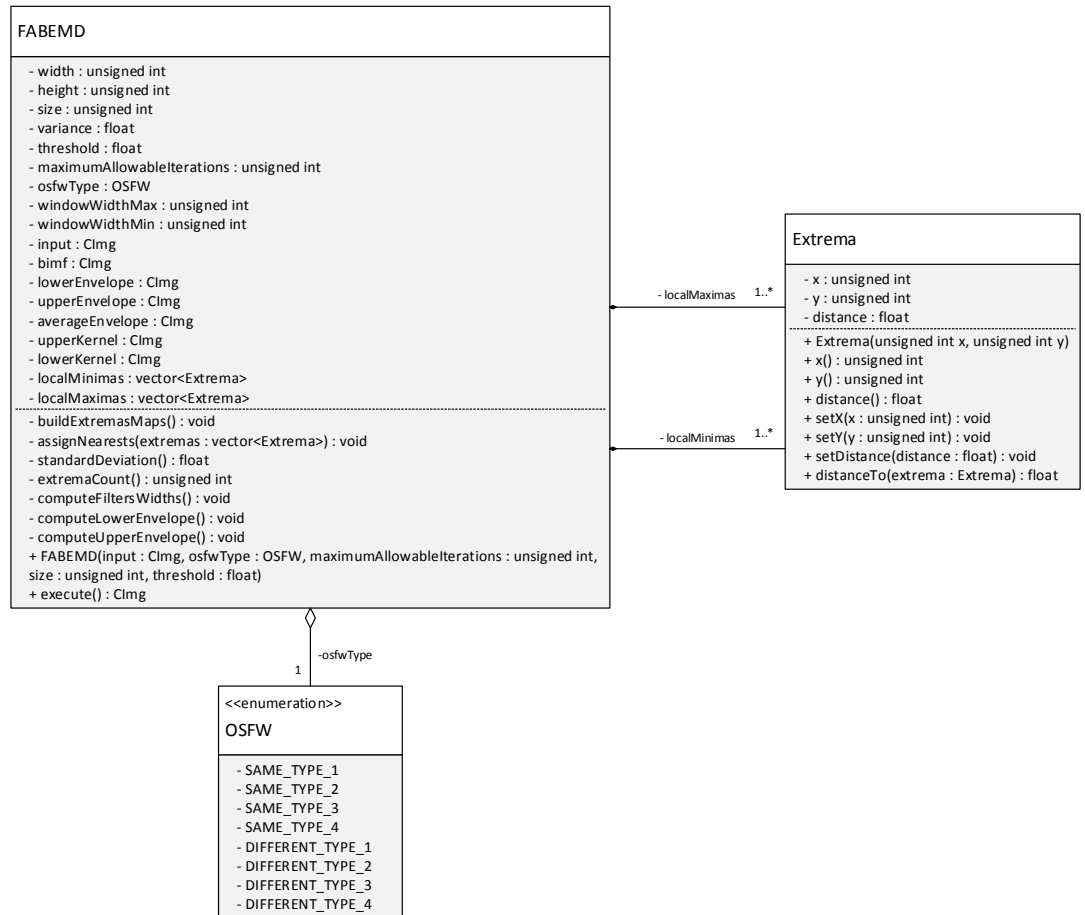 FABEMD
- width : unsigned int
- height : unsigned int
- size : unsigned int
- variance : float
- threshold : float
- maximumAllowableIterations : unsigned int
- osfwType : OSFW
- windowWidthMax : unsigned int
- windowWidthMin : unsigned int
- input : CImg
- bimf : CImg
- lowerEnvelope : CImg
- upperEnvelope : CImg
- averageEnvelope : CImg
- upperKernel : CImg
- lowerKernel : CImg
- localMinimas : vector<Extrema>
- localMaximas : vector<Extrema>
- buildExtremasMaps() : void
- assignNearests(extremas : vector<Extrema>) : void
- standardDeviation() : float
- extremaCount() : unsigned int
- computeFiltersWidths() : void
- computeLowerEnvelope() : void
- computeUpperEnvelope() : void
+ FABEMD(input : CImg, osfwType : OSFW, maximumAllowableIterations : unsigned int,
size : unsigned int, threshold : float)
+ execute() : CImg
- localMaximas 1..*
- localMinimas 1..*
Extrema
- x : unsigned int
- y : unsigned int
- distance : float
+ Extrema(unsigned int x, unsigned int y)
+ x() : unsigned int
+ y() : unsigned int
+ distance() : float
+ setX(x : unsigned int) : void
+ setY(y : unsigned int) : void
+ setDistance(distance : float) : void
+ distanceTo(extrema : Extrema) : float
-osfwType
1
<<enumeration>>
OSFW
- SAME_TYPE_1
- SAME_TYPE_2
- SAME_TYPE_3
- SAME_TYPE_4
- DIFFERENT_TYPE_1
- DIFFERENT_TYPE_2
- DIFFERENT_TYPE_3
- DIFFERENT_TYPE_4